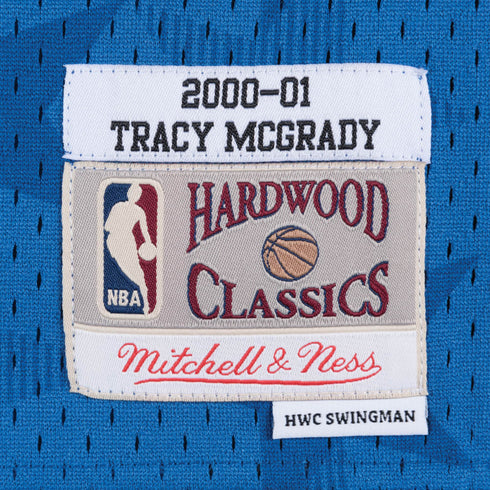 2000-01
TRACY MCGRADY
HARDWOOD
CLASSICS
NBA
Mitchell & Ness
HWC SWINGMAN